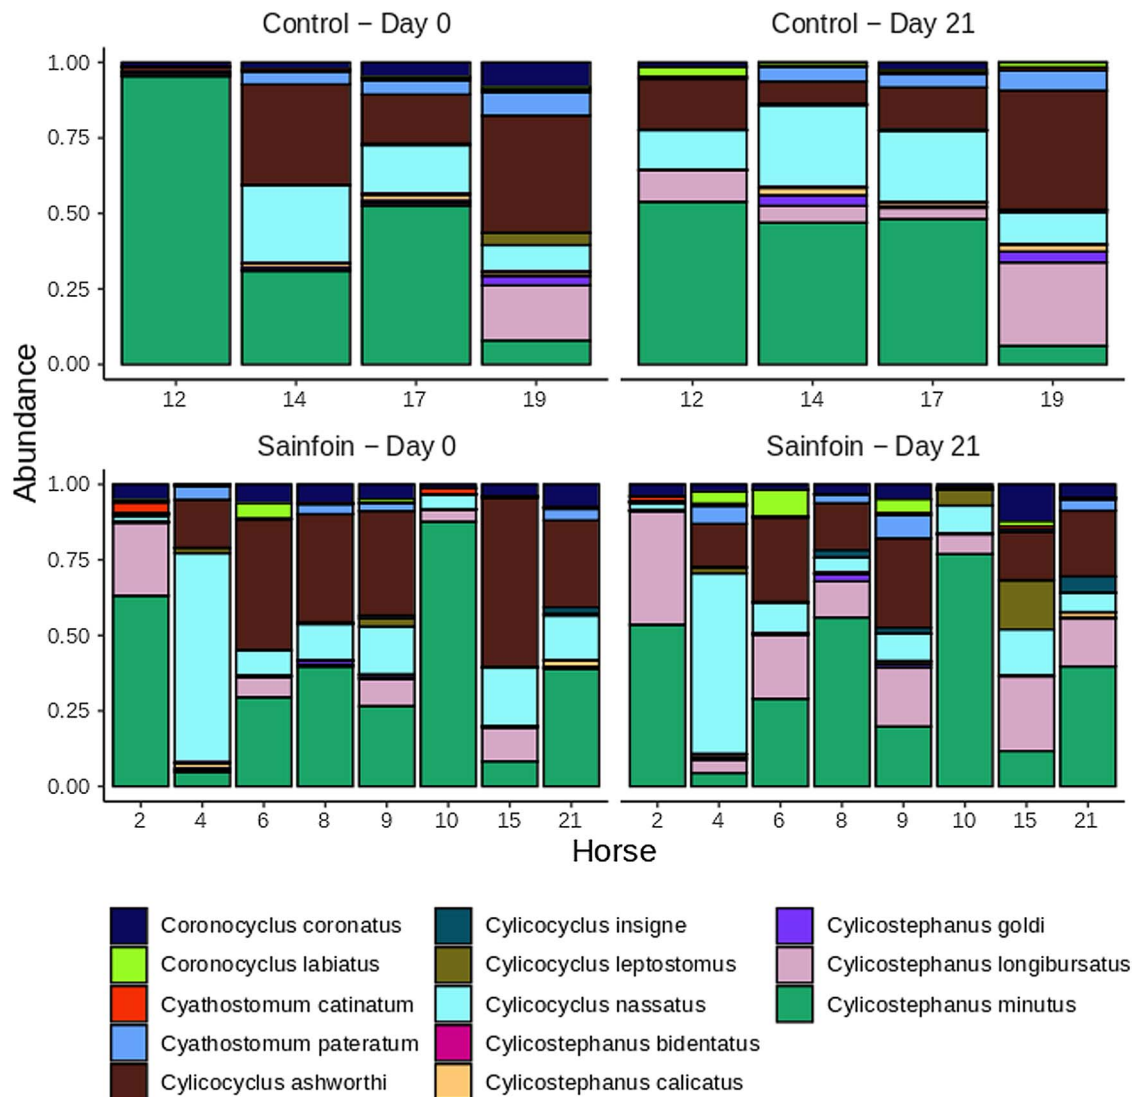 Control − Day 0
Control − Day 21
1.00
0.75
0.50
0.25
0.00
12 14 17 19
12 14 17 19
Abundance
Sainfoin − Day 0
Sainfoin − Day 21
1.00
0.75
0.50
0.25
0.00
2 4 6 8 9 10 15 21
2 4 6 8 9 10 15 21
Horse
Coronocyclus coronatus
Coronocyclus labiatus
Cyathostomum catinatum
Cyathostomum pateratum
Cylicocyclus ashworthi
Cylicocyclus insigne
Cylicocyclus leptostomus
Cylicocyclus nassatus
Cylicostephanus bidentatus
Cylicostephanus calicatus
Cylicostephanus goldi
Cylicostephanus longibursatus
Cylicostephanus minutus